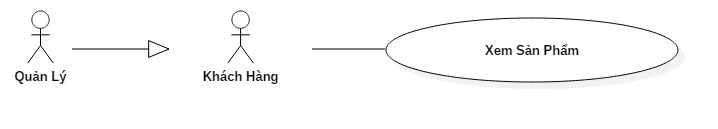 Quản Lý
Khách Hàng
Xem Sản Phẩm